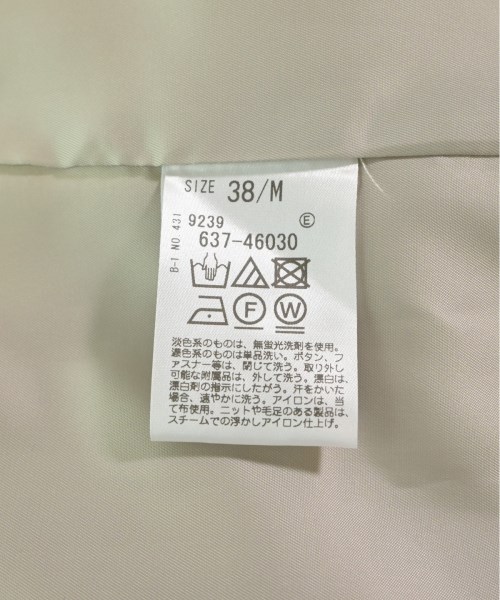 SIZE 38/M
B-1 NO.431
9239 E
637-46030
F W
淡色系のものは、無蛍光洗剤を使用。
濃色系のものは単品洗い。ボタン、フ
ァスナー等は、閉じて洗う。取り外し
可能な附属品は、外して洗う。漂白は、
漂白剤の指示にしたがう。汗をかいた
場合、速やかに洗う。アイロンは、当
て布使用。ニットや毛足のある製品は、
スチームでの浮かしアイロン仕上げ。